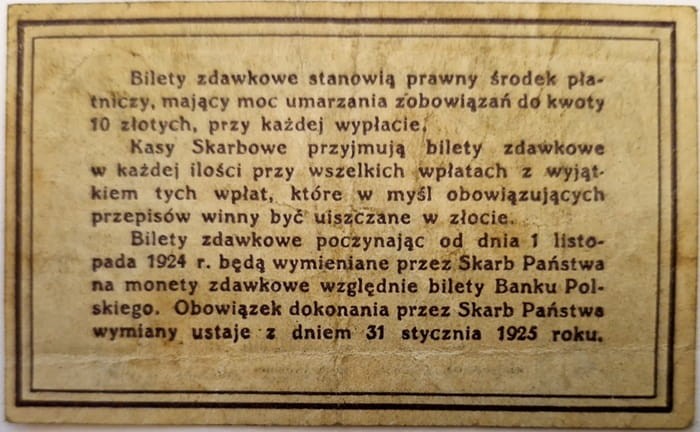 Bilety zdawkowe stanowią prawny środek pła-
tniczy, mający moc umarzania zobowiązań do kwoty
10 złotych, przy każdej wypłacie.
Kasy Skarbowe przyjmują bilety zdawkowe
w każdej ilości przy wszelkich wpłatach z wyjąt-
kiem tych wpłat, które w myśl obowiązujących
przepisów winny być uiszczane w złocie.
Bilety zdawkowe poczynając od dnia 1 listo-
pada 1924 r. będą wymieniane przez Skarb Państwa
na monety zdawkowe względnie bilety Banku Pol-
skiego. Obowiązek dokonania przez Skarb Państwa
wymiany ustaje z dniem 31 stycznia 1925 roku.